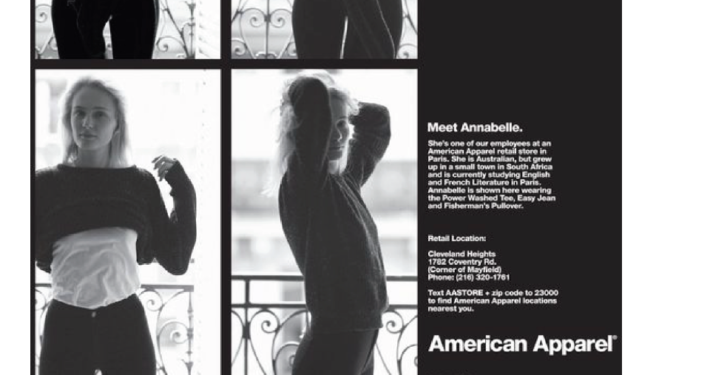 Meet Annabelle.
She's one of our employees at an
American Apparel retail store in
Paris. She is Australian, but grew
up in a small town in South Africa
and is currently studying English
and French Literature in Paris.
Annabelle is shown here wearing
the Power Washed Tee, Easy Jean
and Fisherman's Pullover.
Retail Location:
Cleveland Heights
1782 Coventry Rd.
(Corner of Mayfield)
Phone: (216) 320-1761
Text AASTORE + zip code to 23000
to find American Apparel locations
nearest you.
American Apparel®